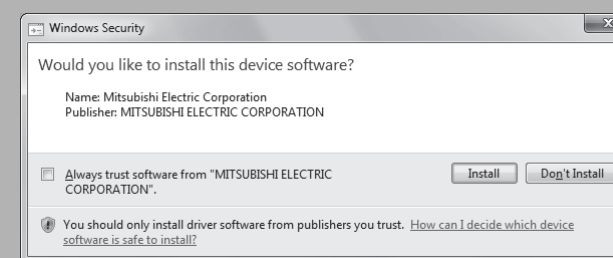 Windows Security
Would you like to install this device software?
Name: Mitsubishi Electric Corporation
Publisher: MITSUBISHI ELECTRIC CORPORATION
Always trust software from "MITSUBISHI ELECTRIC
CORPORATION".
Install
Don't Install
You should only install driver software from publishers you trust. How can I decide which device
software is safe to install?